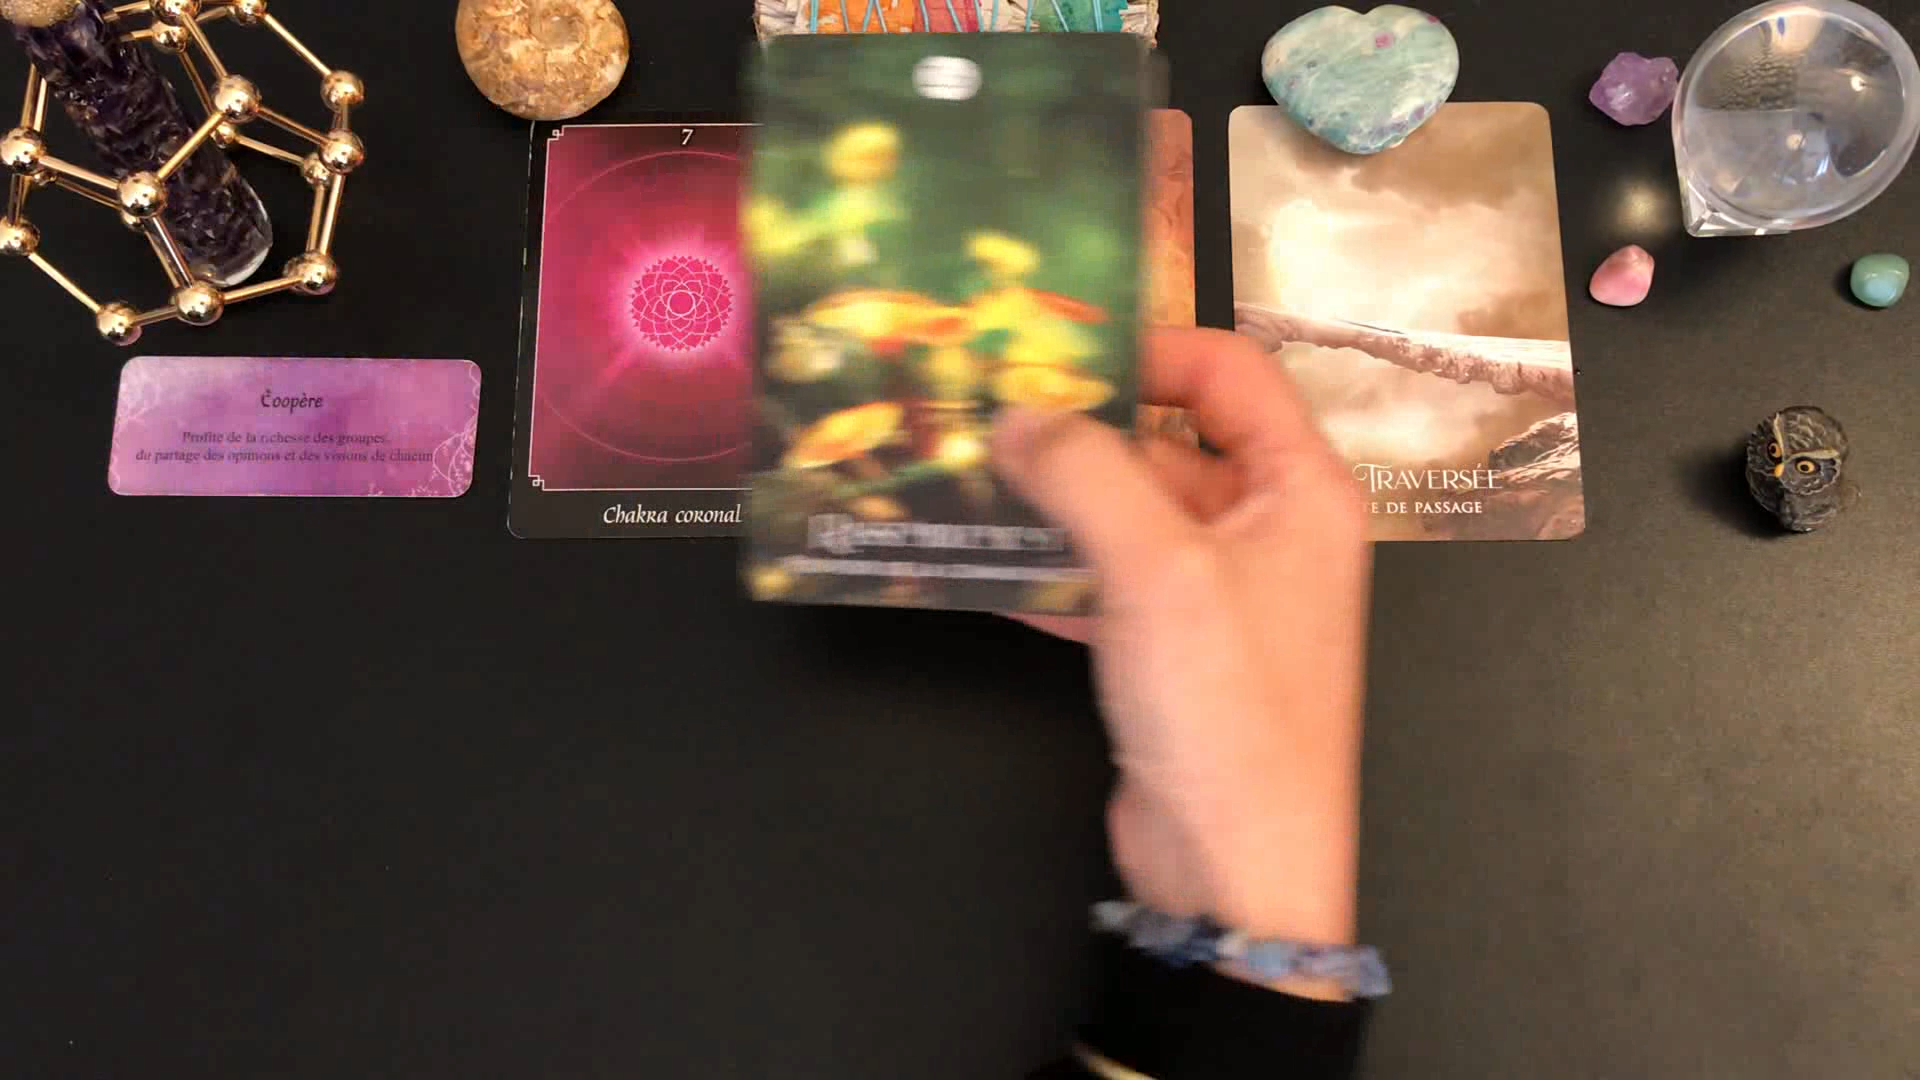 7
Coopère
Profite de la richesse des groupes,
du partage des opinions et des visions de chacun
Chakra coronal
Traversée
TE DE PASSAGE